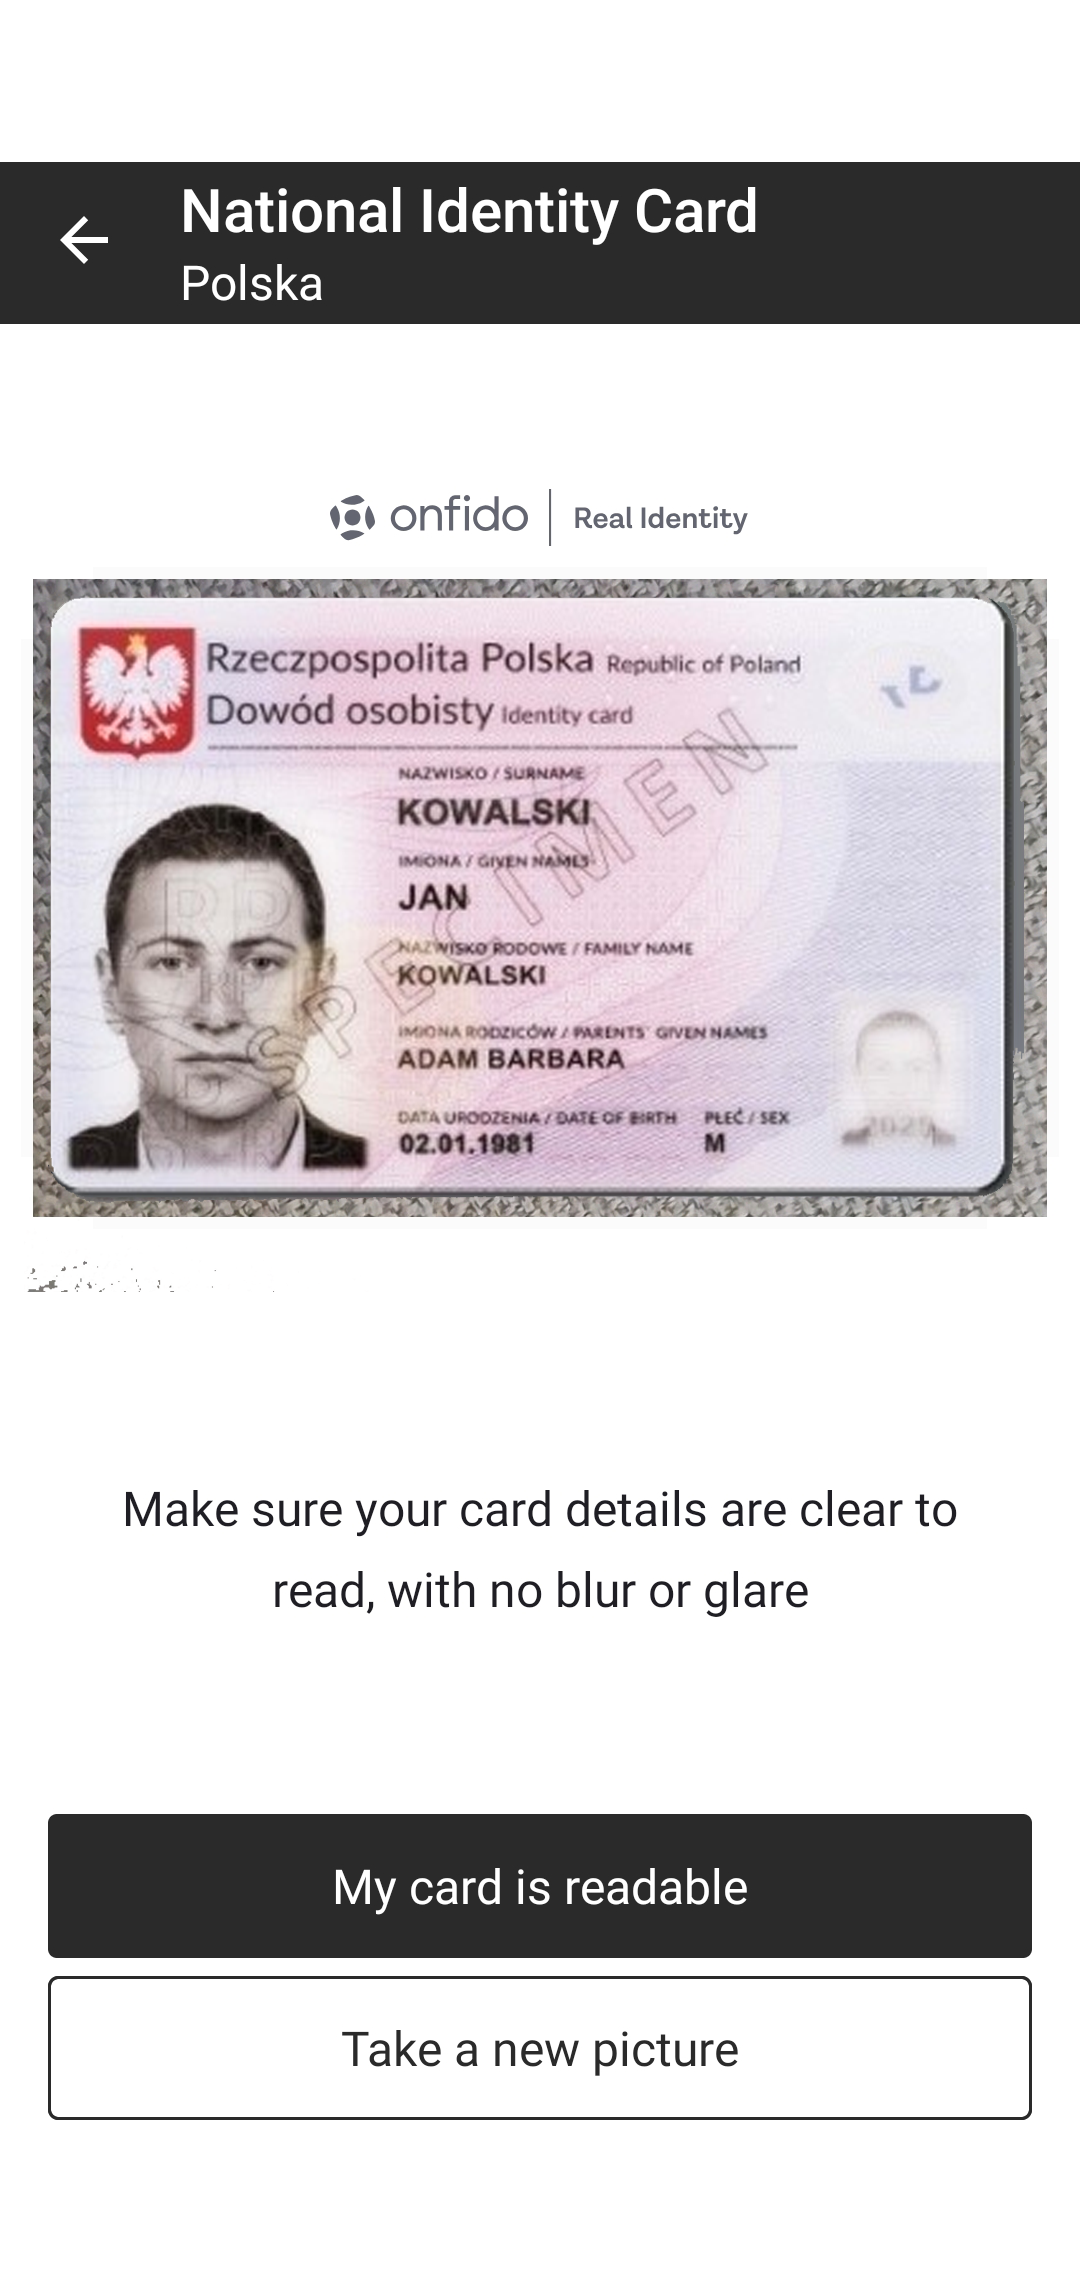 National Identity Card
Polska
onfido | Real Identity
Rzeczpospolita Polska Republic of Poland
Dowód osobisty Identity card
NAZWISKO / SURNAME
KOWALSKI
IMIONA / GIVEN NAMES
JAN
NAZWISKO RODOWE / FAMILY NAME
KOWALSKI
IMIONA RODZICÓW / PARENTS' GIVEN NAMES
ADAM BARBARA
DATA URODZENIA / DATE OF BIRTH PŁEĆ / SEX
02.01.1981 M
SPECIMEN
Make sure your card details are clear to
read, with no blur or glare
My card is readable
Take a new picture